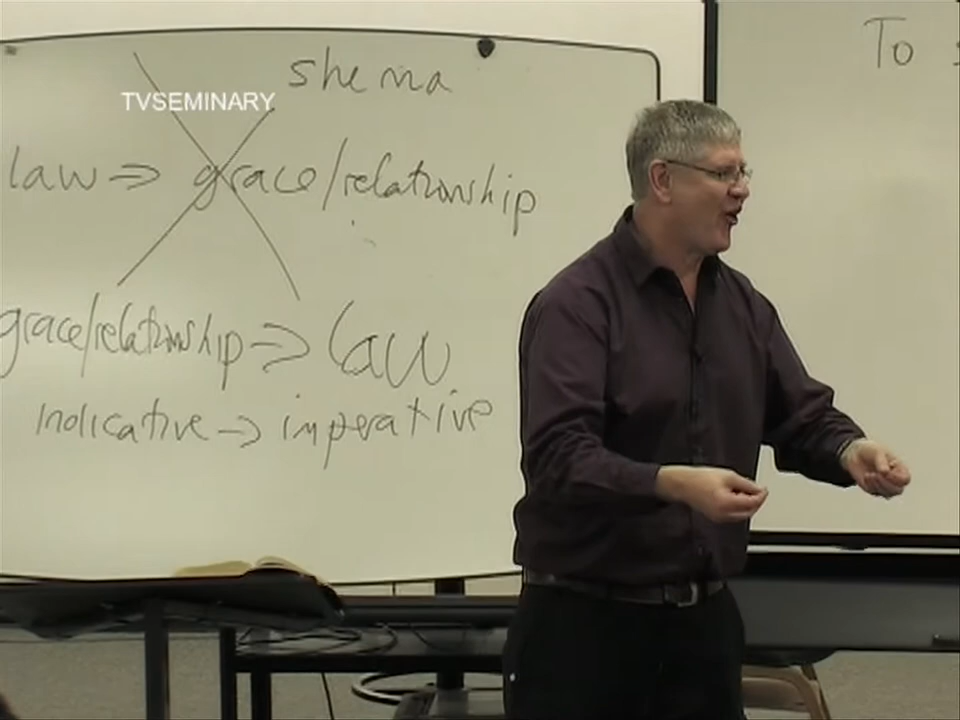 shema
TVSEMINARY
law => grace/relationship
grace/relationship => law
indicative -> imperative
To